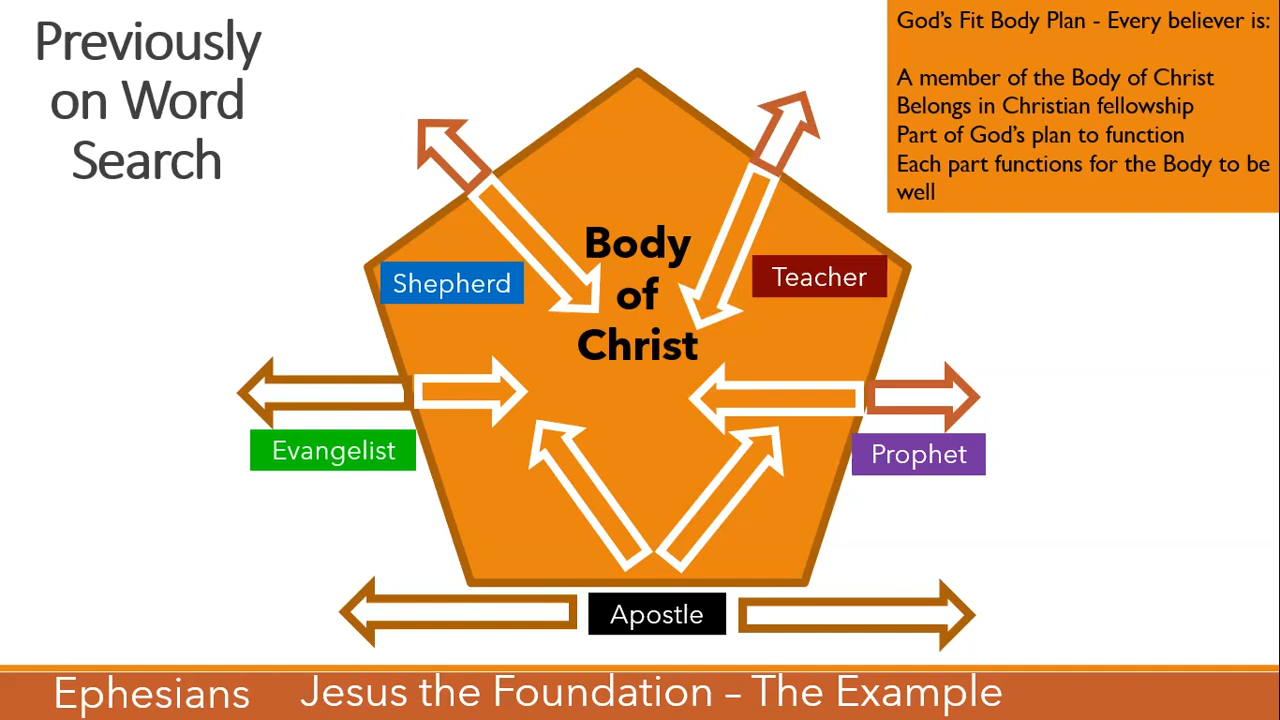 Previously
on Word
Search
God's Fit Body Plan - Every believer is:
A member of the Body of Christ
Belongs in Christian fellowship
Part of God's plan to function
Each part functions for the Body to be
well
Body
of
Christ
Shepherd
Teacher
Evangelist
Prophet
Apostle
Ephesians
Jesus the Foundation – The Example